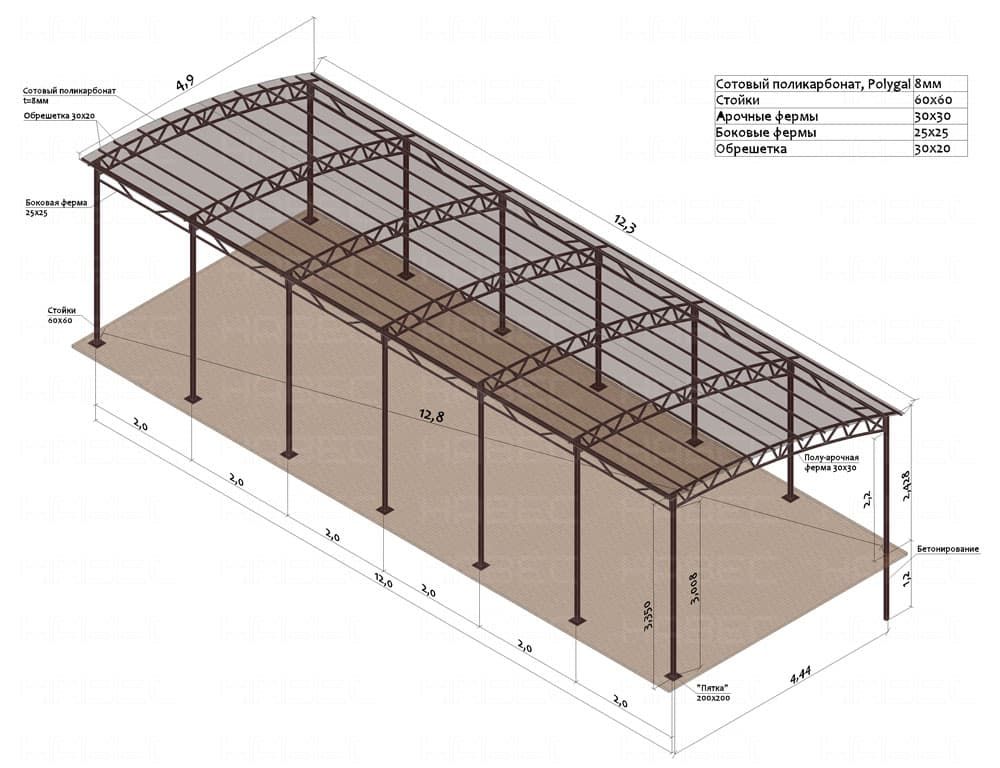 4,9
Сотовый поликарбонат
t=8мм
Обрешетка 30х20
Сотовый поликарбонат, Polygal 8мм
Стойки 60х60
Арочные фермы 30х30
Боковые фермы 25х25
Обрешетка 30х20
Боковая ферма
25х25
12,3
Стойки
60х60
12,8
2,0
2,0
2,0
2,0
2,0
2,0
12,0
Полу-арочная
ферма 30х30
2,2
2,428
Бетонирование
1,2
3,350
3,008
"Пятка"
200х200
4,44